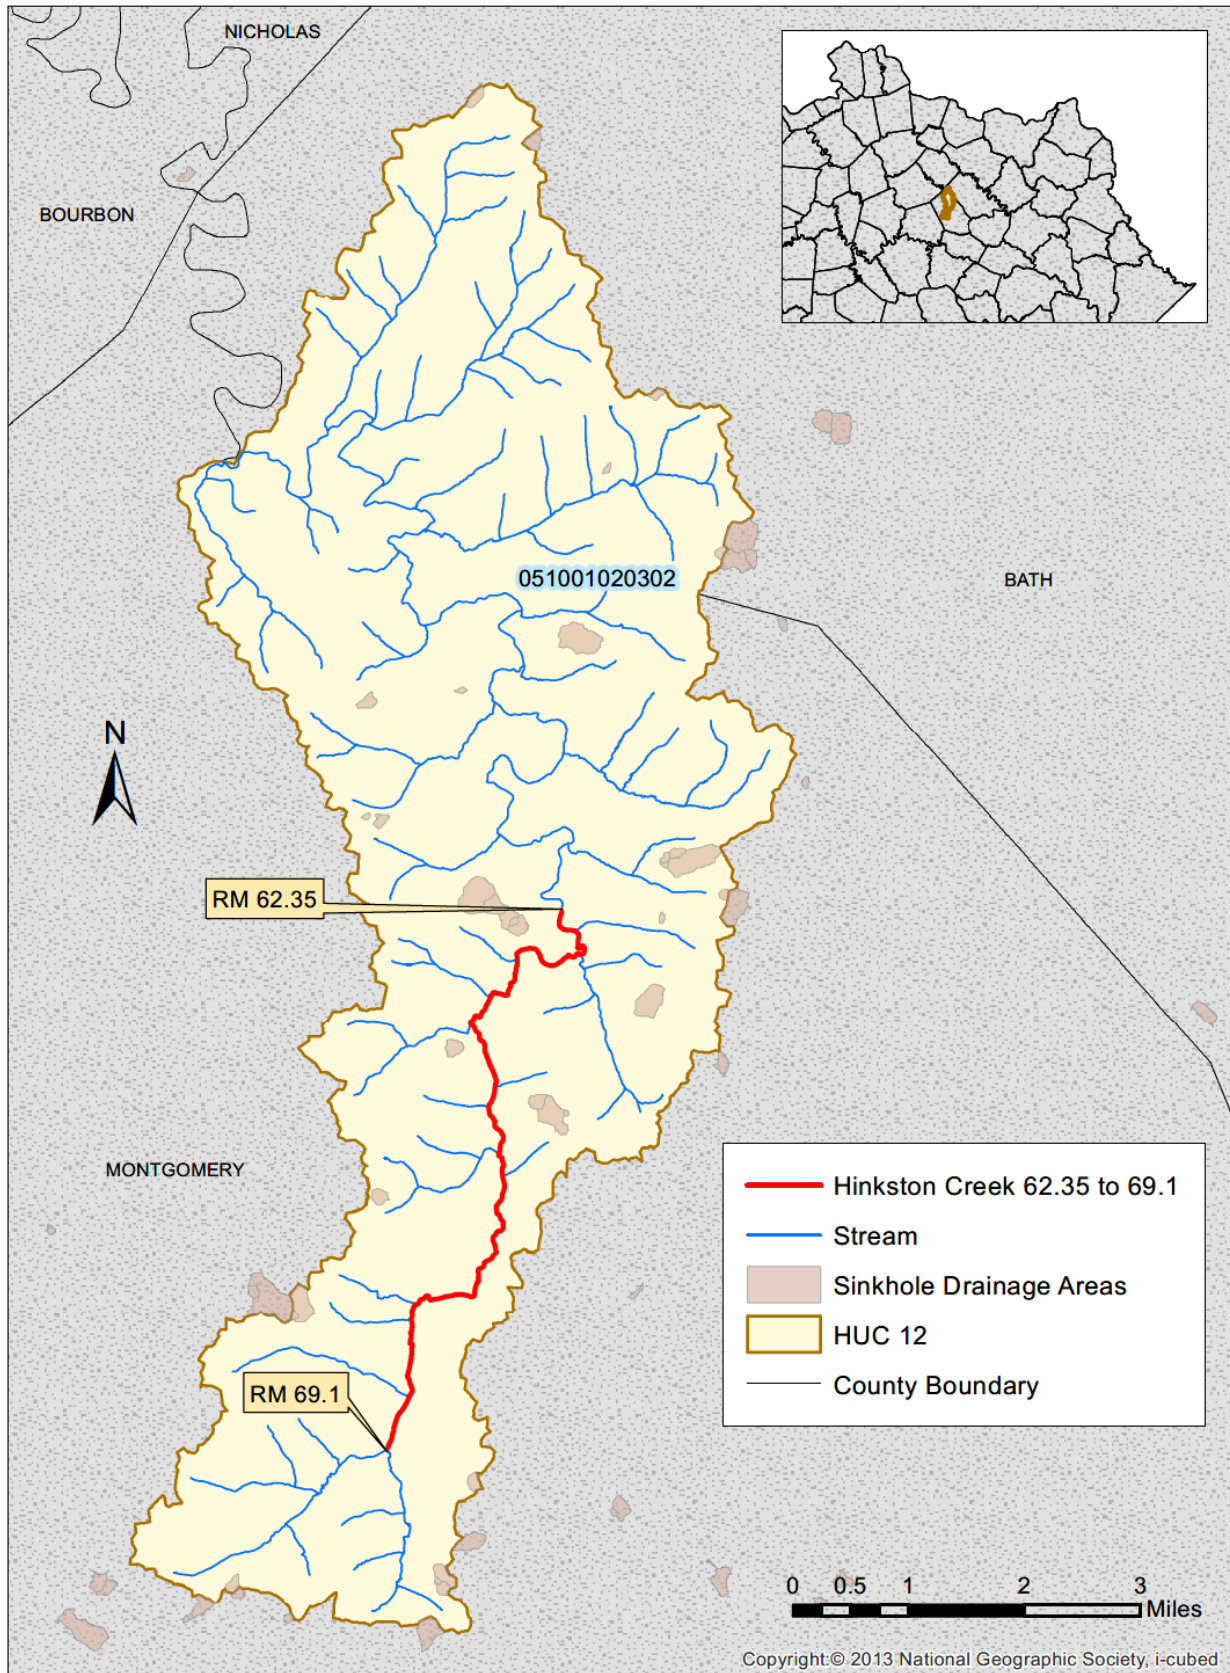 NICHOLAS
BOURBON
051001020302
BATH
N
RM 62.35
MONTGOMERY
Hinkston Creek 62.35 to 69.1
Stream
Sinkhole Drainage Areas
HUC 12
County Boundary
RM 69.1
0 0.5 1 2 3
Miles
Copyright:© 2013 National Geographic Society, i-cubed